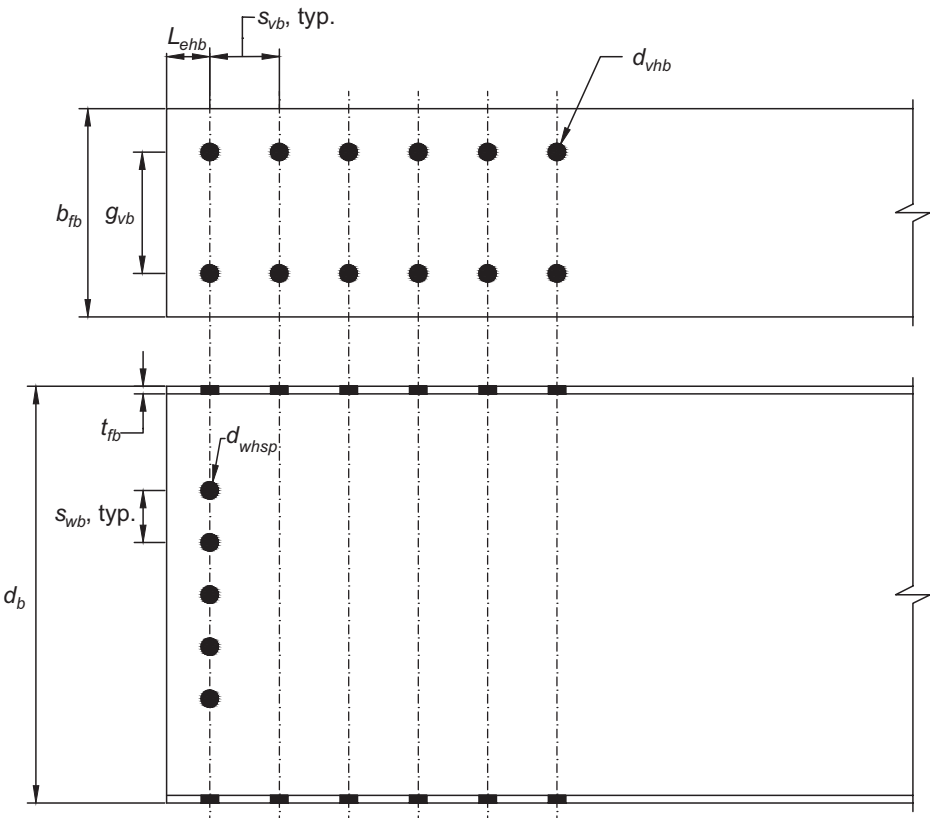 s_vb, typ.
L_ehb
d_vhb
b_fb
g_vb
t_fb
d_whsp
s_wb, typ.
d_b